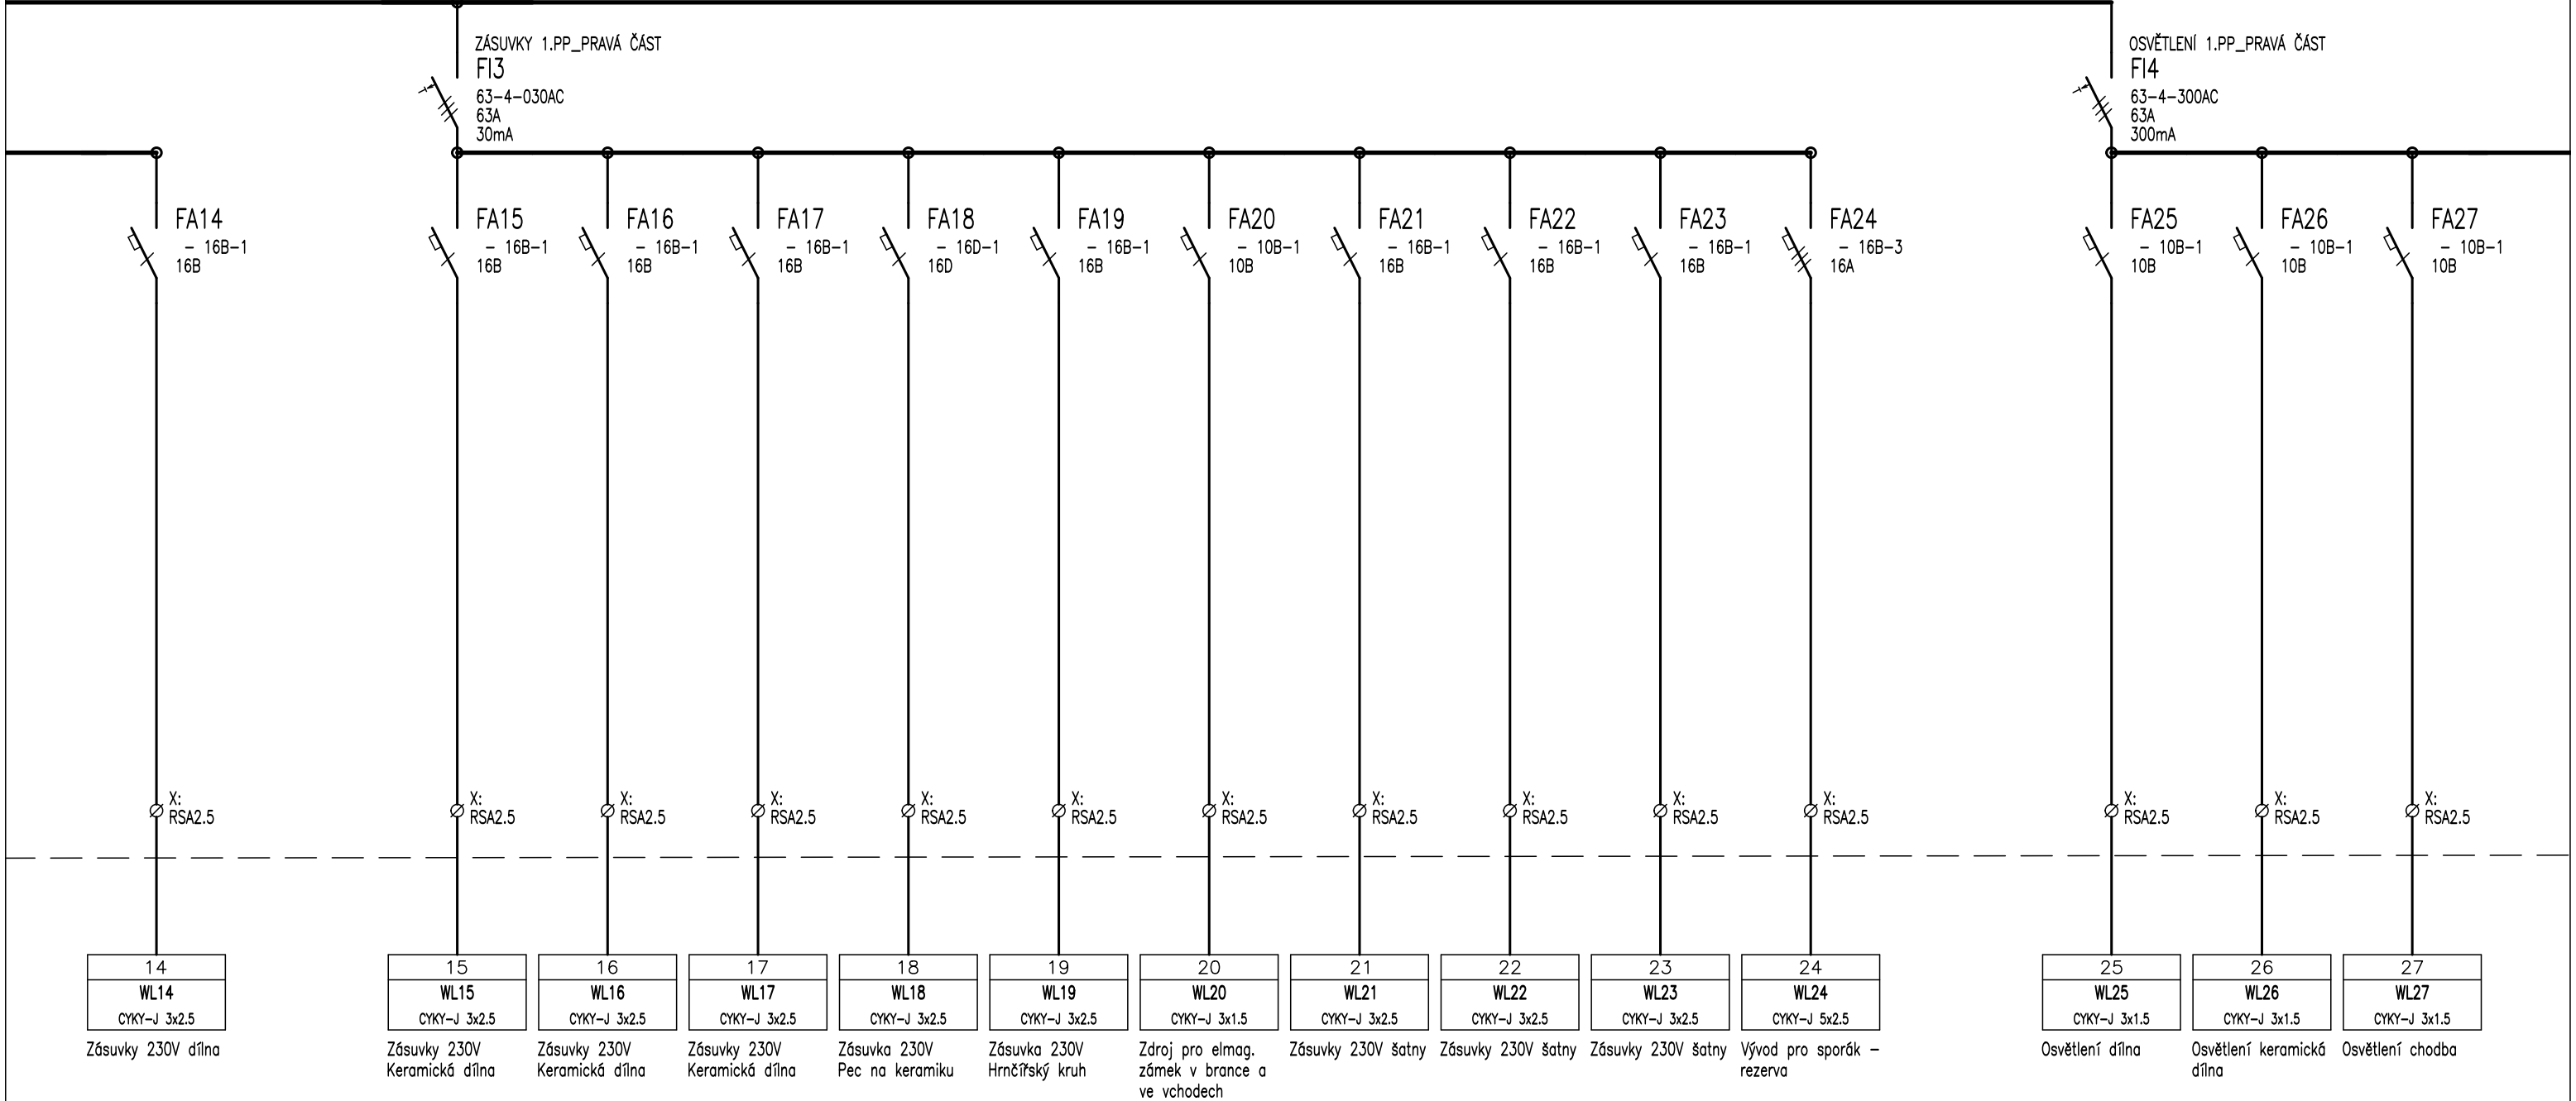 ZÁSUVKY 1.PP_PRAVÁ ČÁST
FI3
63-4-030AC
63A
30mA
OSVĚTLENÍ 1.PP_PRAVÁ ČÁST
FI4
63-4-300AC
63A
300mA
FA14
- 16B-1
16B
FA15
- 16B-1
16B
FA16
- 16B-1
16B
FA17
- 16B-1
16B
FA18
- 16D-1
16D
FA19
- 16B-1
16B
FA20
- 10B-1
10B
FA21
- 16B-1
16B
FA22
- 16B-1
16B
FA23
- 16B-1
16B
FA24
- 16B-3
16A
FA25
- 10B-1
10B
FA26
- 10B-1
10B
FA27
- 10B-1
10B
X:
RSA2.5
X:
RSA2.5
X:
RSA2.5
X:
RSA2.5
X:
RSA2.5
X:
RSA2.5
X:
RSA2.5
X:
RSA2.5
X:
RSA2.5
X:
RSA2.5
X:
RSA2.5
X:
RSA2.5
X:
RSA2.5
X:
RSA2.5
14
WL14
CYKY-J 3x2.5
Zásuvky 230V dílna
15
WL15
CYKY-J 3x2.5
Zásuvky 230V
Keramická dílna
16
WL16
CYKY-J 3x2.5
Zásuvky 230V
Keramická dílna
17
WL17
CYKY-J 3x2.5
Zásuvky 230V
Keramická dílna
18
WL18
CYKY-J 3x2.5
Zásuvka 230V
Pec na keramiku
19
WL19
CYKY-J 3x2.5
Zásuvka 230V
Hrnčířský kruh
20
WL20
CYKY-J 3x1.5
Zdroj pro elmag.
zámek v brance a
ve vchodech
21
WL21
CYKY-J 3x2.5
Zásuvky 230V šatny
22
WL22
CYKY-J 3x2.5
Zásuvky 230V šatny
23
WL23
CYKY-J 3x2.5
Zásuvky 230V šatny
24
WL24
CYKY-J 5x2.5
Vývod pro sporák -
rezerva
25
WL25
CYKY-J 3x1.5
Osvětlení dílna
26
WL26
CYKY-J 3x1.5
Osvětlení keramická
dílna
27
WL27
CYKY-J 3x1.5
Osvětlení chodba